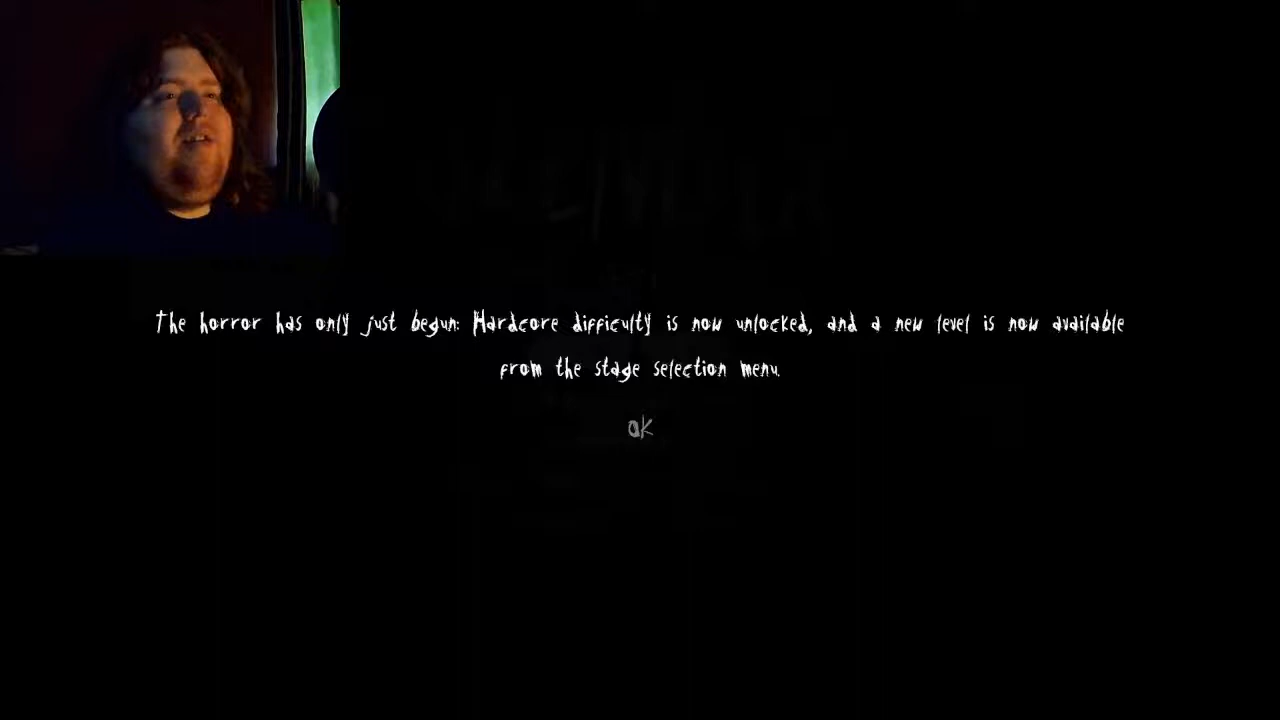 The horror has only just begun: Hardcore difficulty is now unlocked, and a new level is now available
from the stage selection menu.
ok